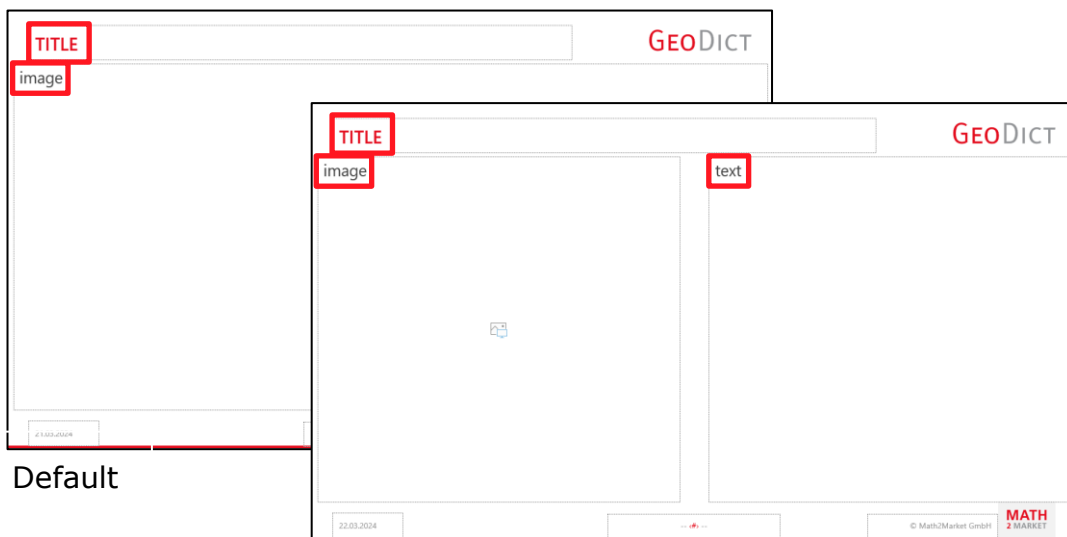 TITLE
GEODICT
image
21.03.2024
Default
TITLE
GEODICT
image
text
22.03.2024
-- ‹#› --
© Math2Market GmbH
MATH
2 MARKET